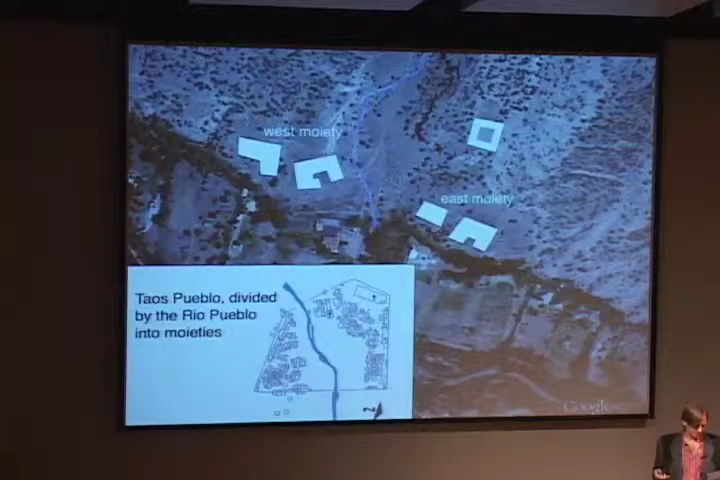 west moiety
east moiety
Taos Pueblo, divided
by the Rio Pueblo
into moieties
Google